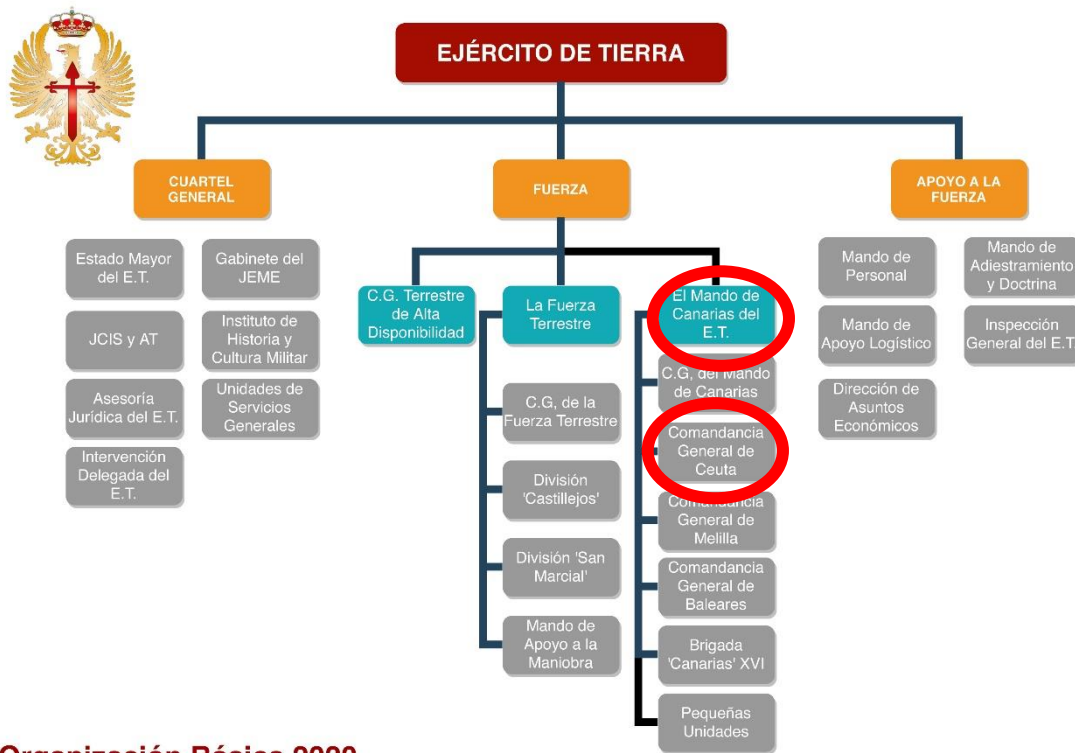 EJÉRCITO DE TIERRA
CUARTEL
GENERAL
Estado Mayor
del E.T.
Gabinete del
JEME
JCIS y AT
Instituto de
Historia y
Cultura Militar
Asesoría
Jurídica del E.T.
Unidades de
Servicios
Generales
Intervención
Delegada del
E.T.
FUERZA
C.G. Terrestre
de Alta
Disponibilidad
La Fuerza
Terrestre
C.G, de la
Fuerza Terrestre
División
'Castillejos'
División 'San
Marcial'
Mando de
Apoyo a la
Maniobra
El Mando de
Canarias del
E.T.
C.G, del Mando
de Canarias
Comandancia
General de
Ceuta
Comandancia
General de
Melilla
Comandancia
General de
Baleares
Brigada
'Canarias' XVI
Pequeñas
Unidades
APOYO A LA
FUERZA
Mando de
Personal
Mando de
Adiestramiento
y Doctrina
Mando de
Apoyo Logístico
Inspección
General del E.T
Dirección de
Asuntos
Económicos
Organización Básica